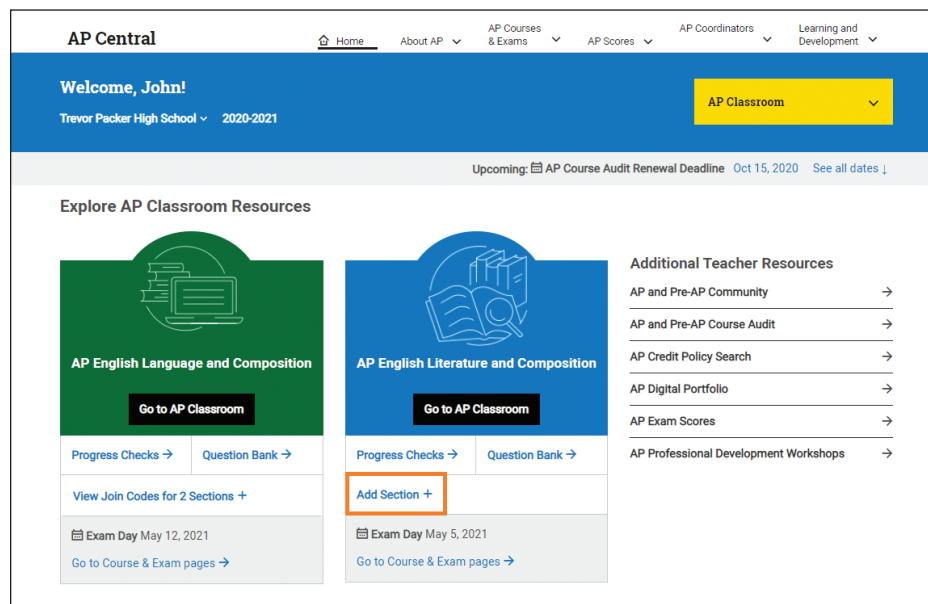 AP Central
Home
About AP
AP Courses
& Exams
AP Scores
AP Coordinators
Learning and
Development
Welcome, John!
Trevor Packer High School 2020-2021
AP Classroom
Upcoming: AP Course Audit Renewal Deadline Oct 15, 2020 See all dates ↓
Explore AP Classroom Resources
AP English Language and Composition
Go to AP Classroom
Progress Checks → Question Bank →
View Join Codes for 2 Sections +
Exam Day May 12, 2021
Go to Course & Exam pages →
AP English Literature and Composition
Go to AP Classroom
Progress Checks → Question Bank →
Add Section +
Exam Day May 5, 2021
Go to Course & Exam pages →
Additional Teacher Resources
AP and Pre-AP Community →
AP and Pre-AP Course Audit →
AP Credit Policy Search →
AP Digital Portfolio →
AP Exam Scores →
AP Professional Development Workshops →